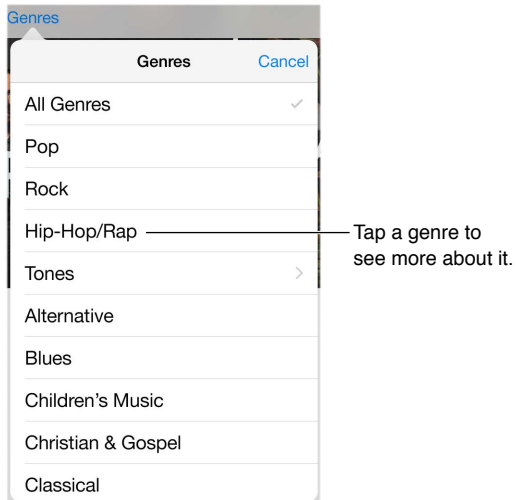 Genres
Genres Cancel
All Genres
Pop
Rock
Hip-Hop/Rap
Tap a genre to
see more about it.
Tones
Alternative
Blues
Children’s Music
Christian & Gospel
Classical